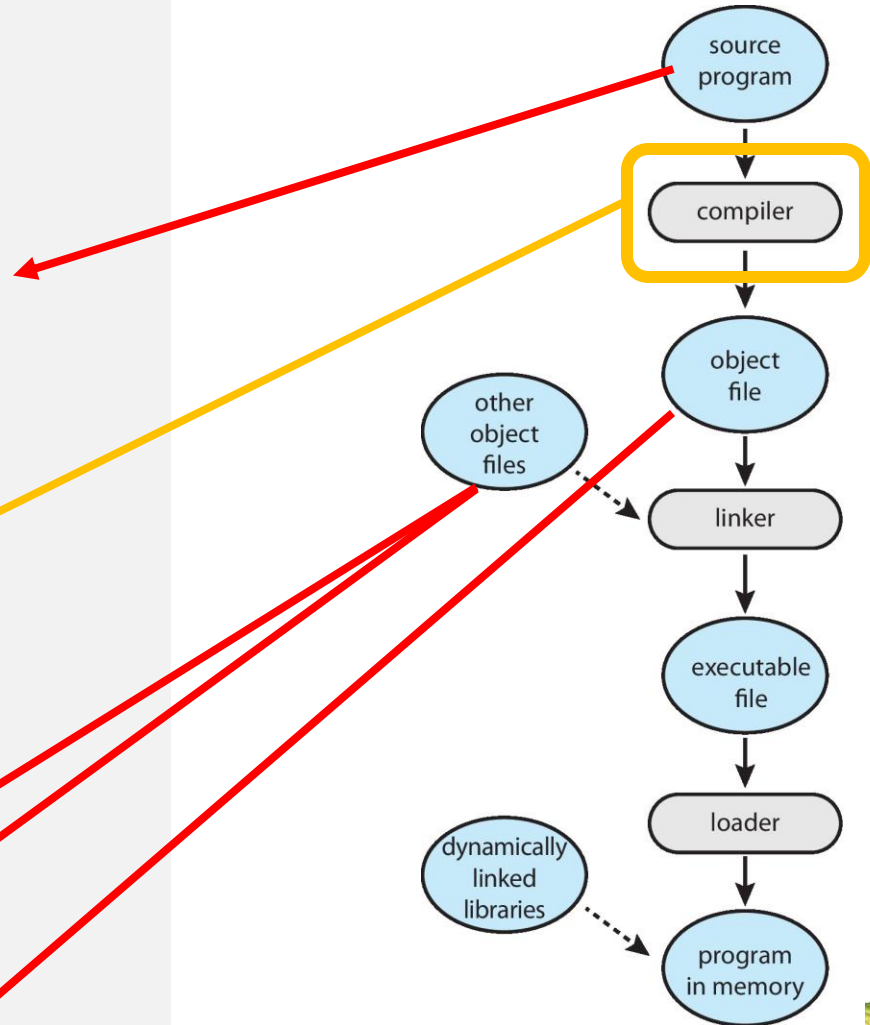 source
program
compiler
object
file
other
object
files
linker
executable
file
loader
dynamically
linked
libraries
program
in memory